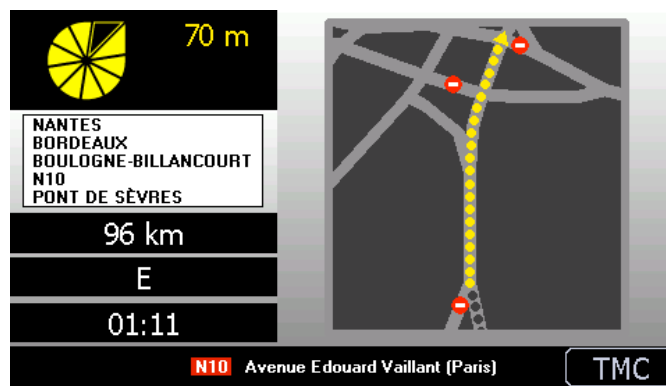 70 m
NANTES
BORDEAUX
BOULOGNE-BILLANCOURT
N10
PONT DE SÈVRES
96 km
E
01:11
N10 Avenue Edouard Vaillant (Paris)
TMC